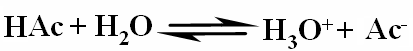 HAc + H₂O ⇌ H₃O⁺ + Ac⁻